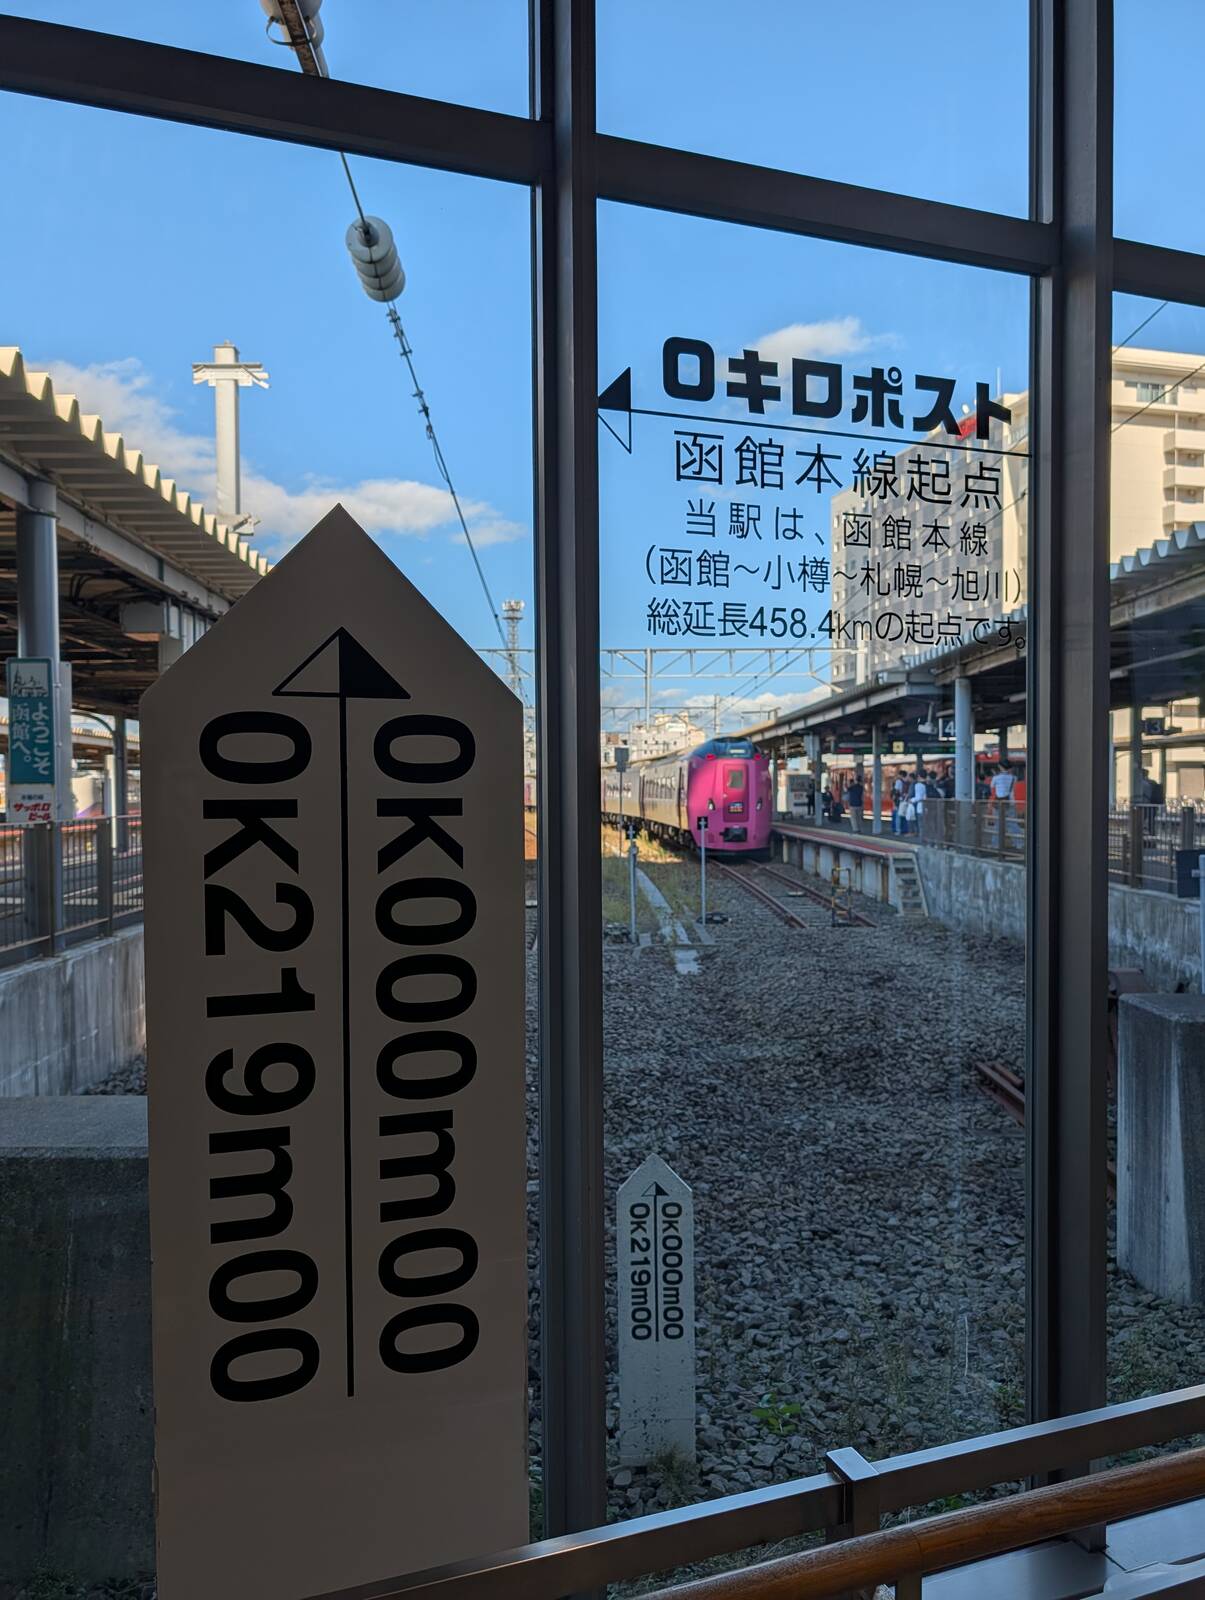 0キロポスト
函館本線起点
当駅は、函館本線
(函館～小樽～札幌～旭川)
総延長458.4kmの起点です。
0K000m00
0K219m00
0K000m00
0K219m00
ようこそ
函館へ。
サッポロ
ビール
4
3